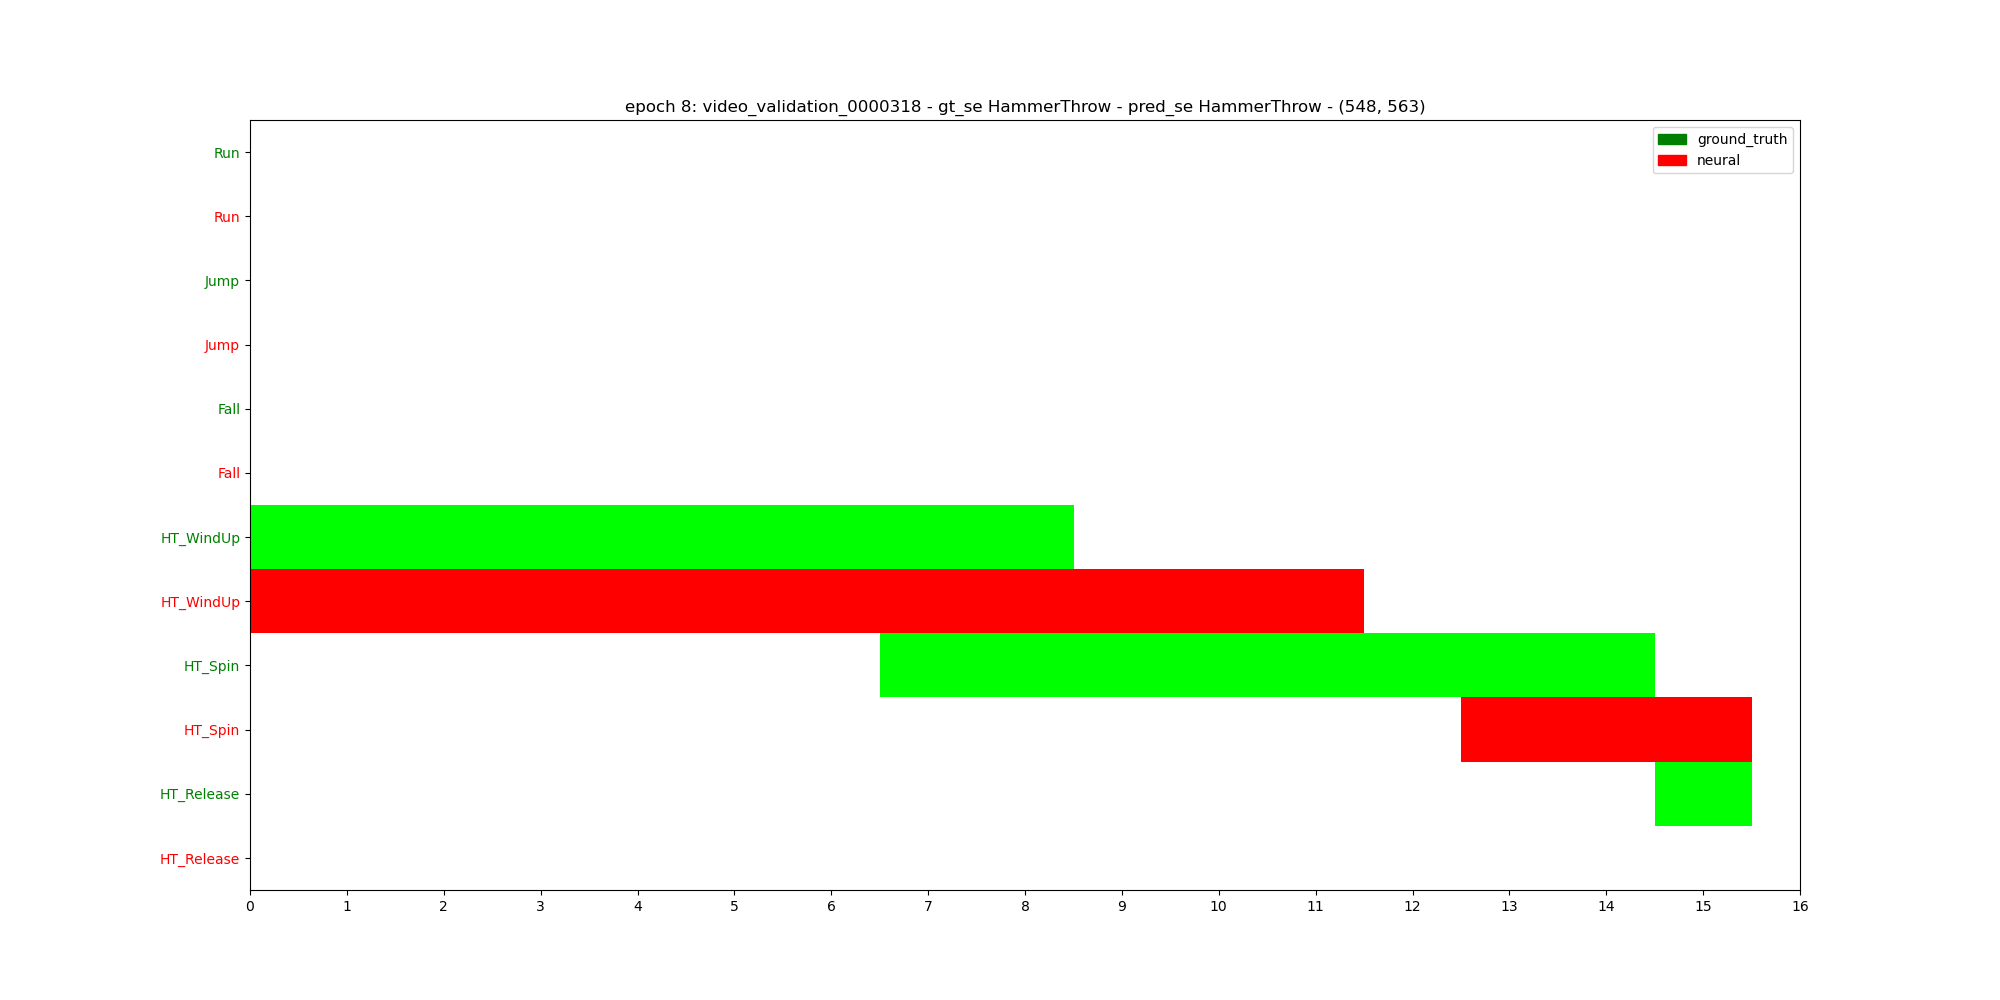 epoch 8: video_validation_0000318 - gt_se HammerThrow - pred_se HammerThrow - (548, 563)
ground_truth
neural
Run
Run
Jump
Jump
Fall
Fall
HT_WindUp
HT_WindUp
HT_Spin
HT_Spin
HT_Release
HT_Release
0 1 2 3 4 5 6 7 8 9 10 11 12 13 14 15 16